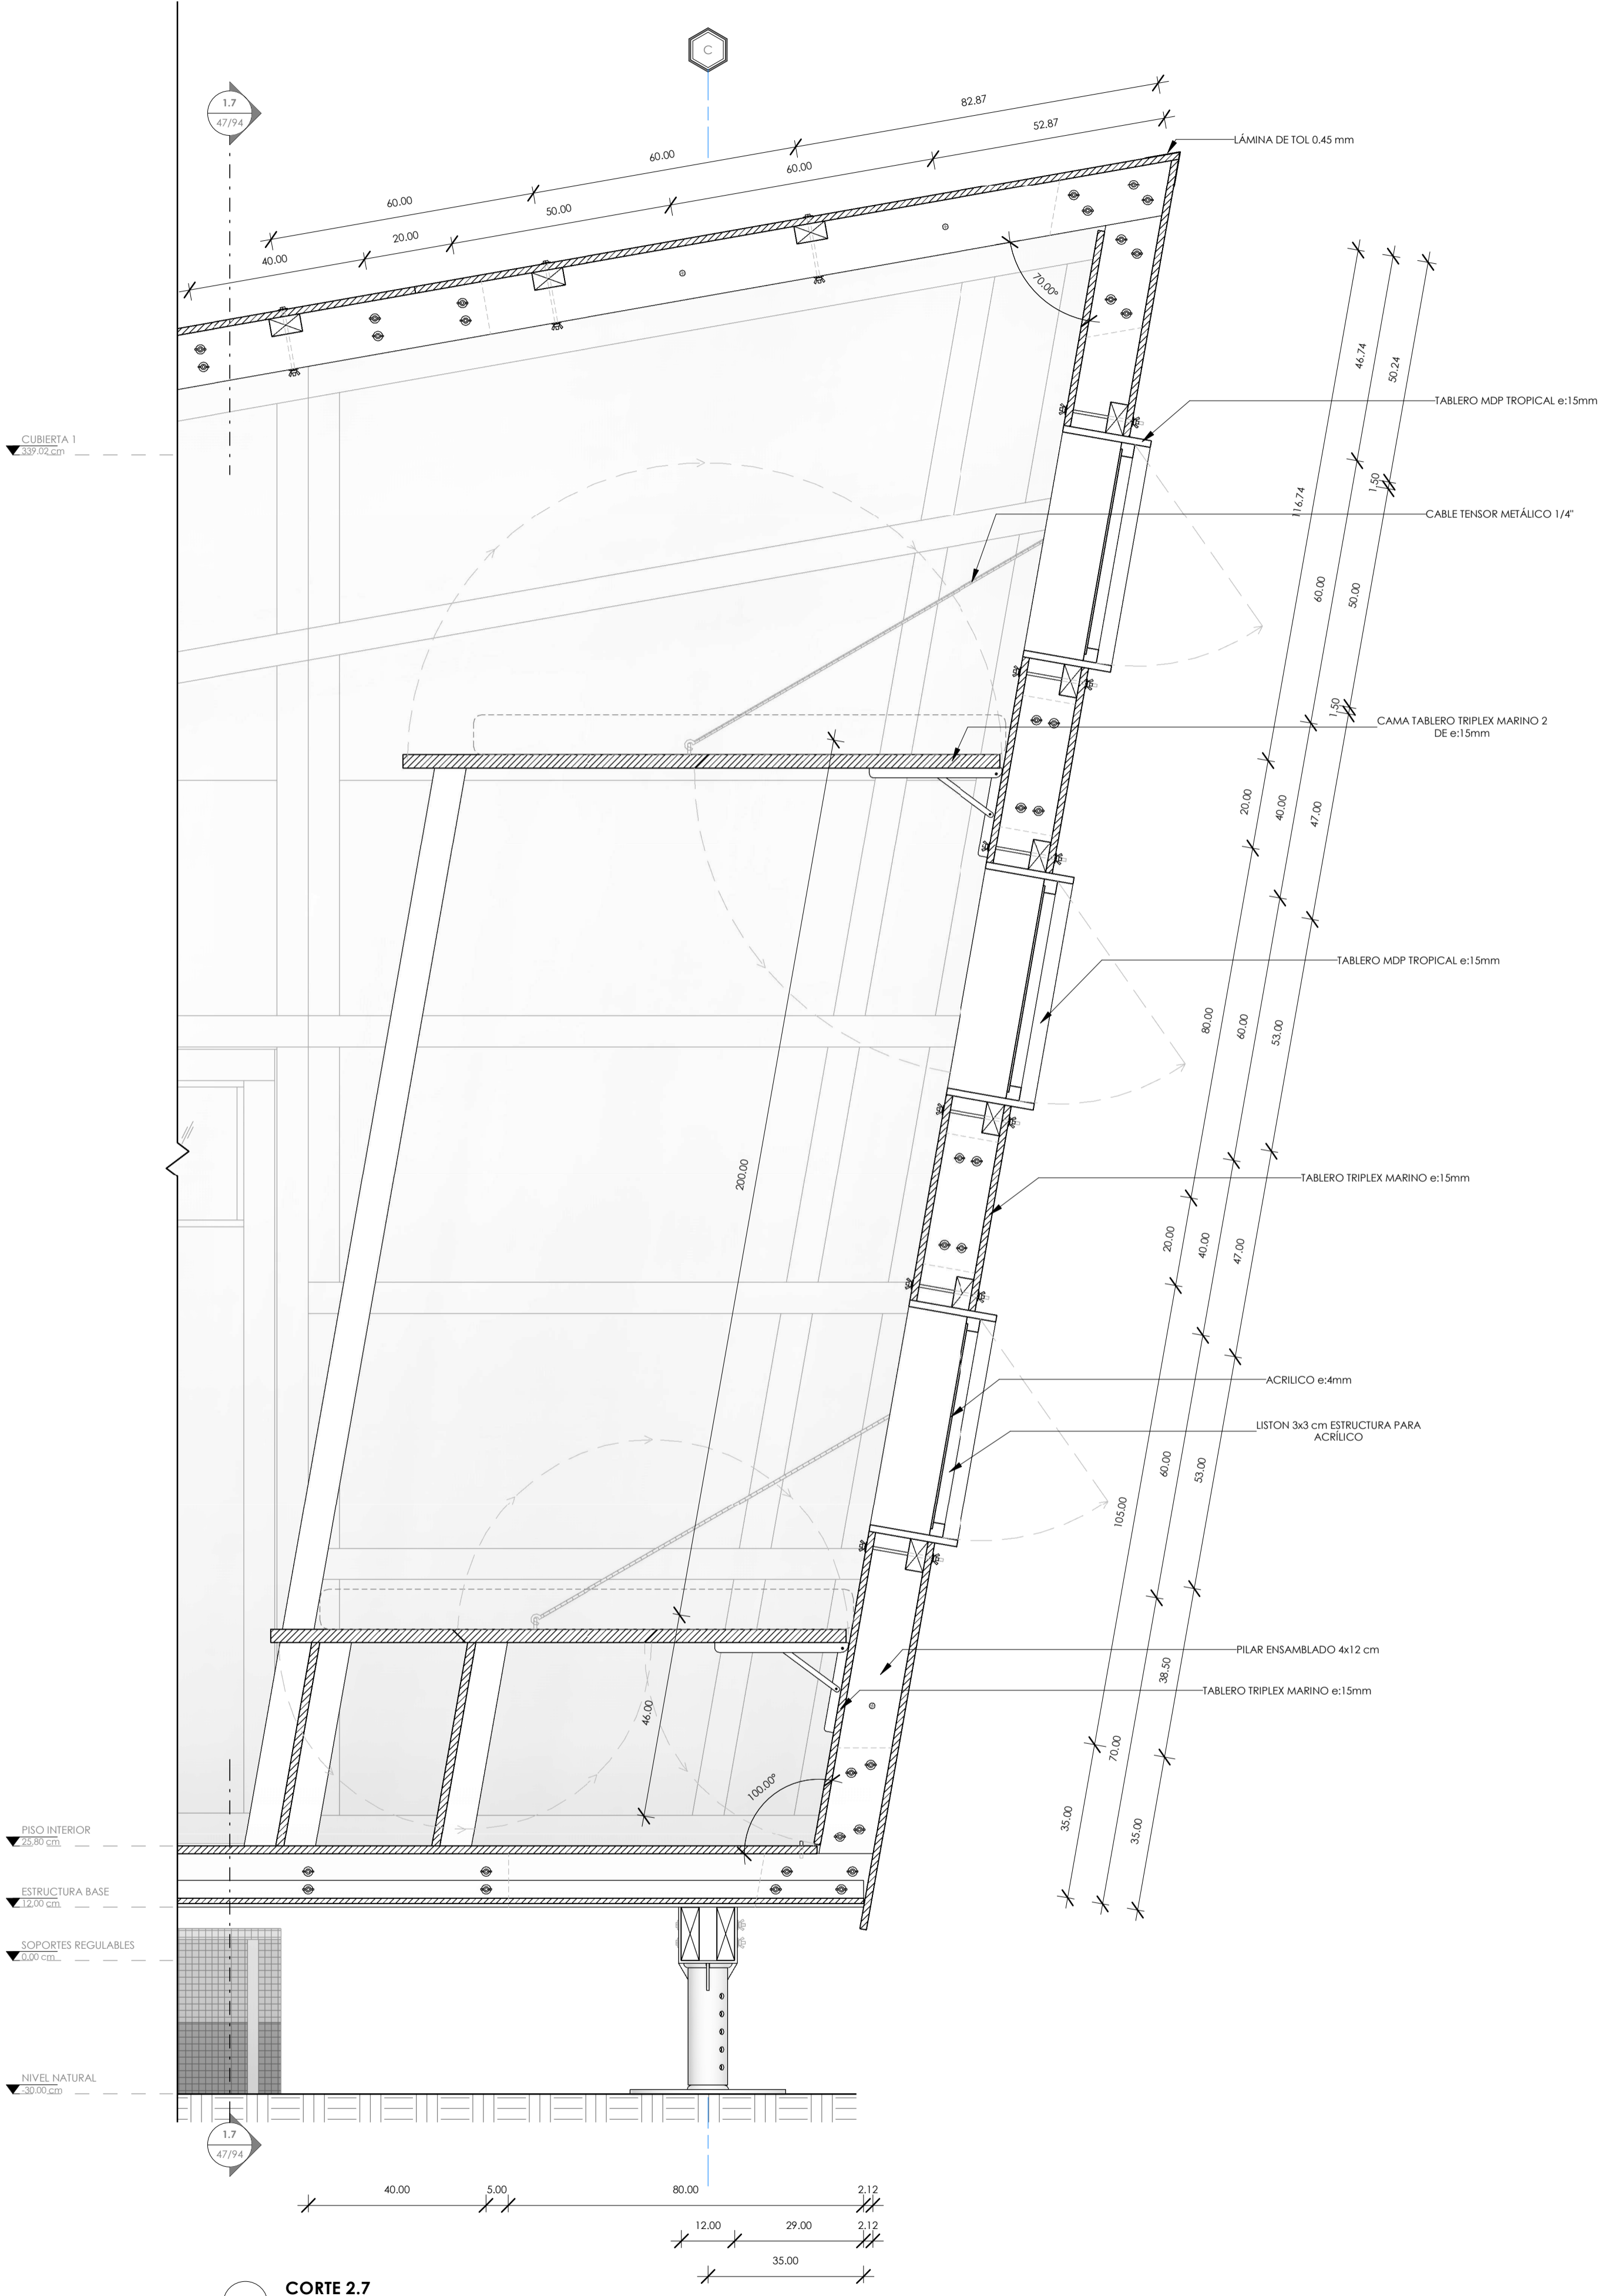 C
1.7
47/94
82.87
52.87
LÁMINA DE TOL 0.45 mm
60.00
60.00
60.00
50.00
20.00
40.00
70.00°
46.74
50.24
TABLERO MDP TROPICAL e:15mm
CUBIERTA 1
339.02 cm
1.50
116.74
CABLE TENSOR METÁLICO 1/4"
60.00
50.00
1.50
CAMA TABLERO TRIPLEX MARINO 2
DE e:15mm
20.00
40.00
47.00
TABLERO MDP TROPICAL e:15mm
80.00
60.00
53.00
200.00
TABLERO TRIPLEX MARINO e:15mm
20.00
40.00
47.00
ACRILICO e:4mm
LISTON 3x3 cm ESTRUCTURA PARA
ACRÍLICO
60.00
53.00
105.00
PILAR ENSAMBLADO 4x12 cm
38.50
TABLERO TRIPLEX MARINO e:15mm
46.00
70.00
100.00°
35.00
35.00
PISO INTERIOR
25.80 cm
ESTRUCTURA BASE
12.00 cm
SOPORTES REGULABLES
0.00 cm
NIVEL NATURAL
-30.00 cm
1.7
47/94
40.00
5.00
80.00
2.12
12.00
29.00
2.12
35.00
CORTE 2.7